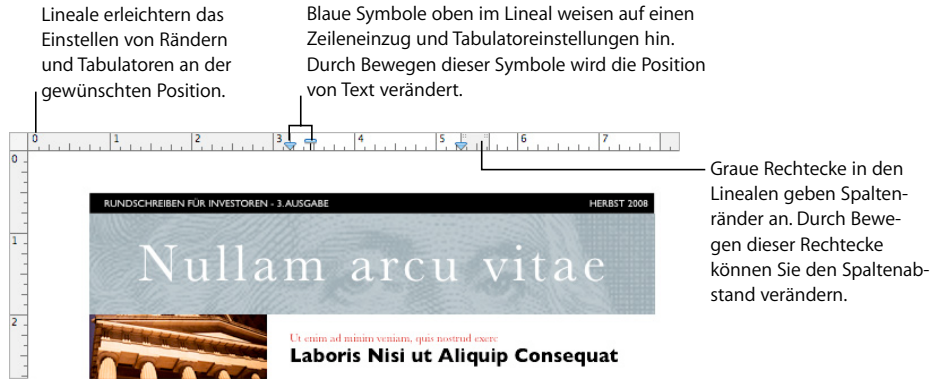 Lineale erleichtern das
Einstellen von Rändern
und Tabulatoren an der
gewünschten Position.
Blaue Symbole oben im Lineal weisen auf einen
Zeileneinzug und Tabulatoreinstellungen hin.
Durch Bewegen dieser Symbole wird die Position
von Text verändert.
0 1 2 3 4 5 6 7
0
1
2
Graue Rechtecke in den
Linealen geben Spalten-
ränder an. Durch Bewe-
gen dieser Rechtecke
können Sie den Spaltenab-
stand verändern.
RUNDSCHREIBEN FÜR INVESTOREN - 3. AUSGABE HERBST 2008
Nullam arcu vitae
Ut enim ad minim veniam, quis nostrud exerc
Laboris Nisi ut Aliquip Consequat